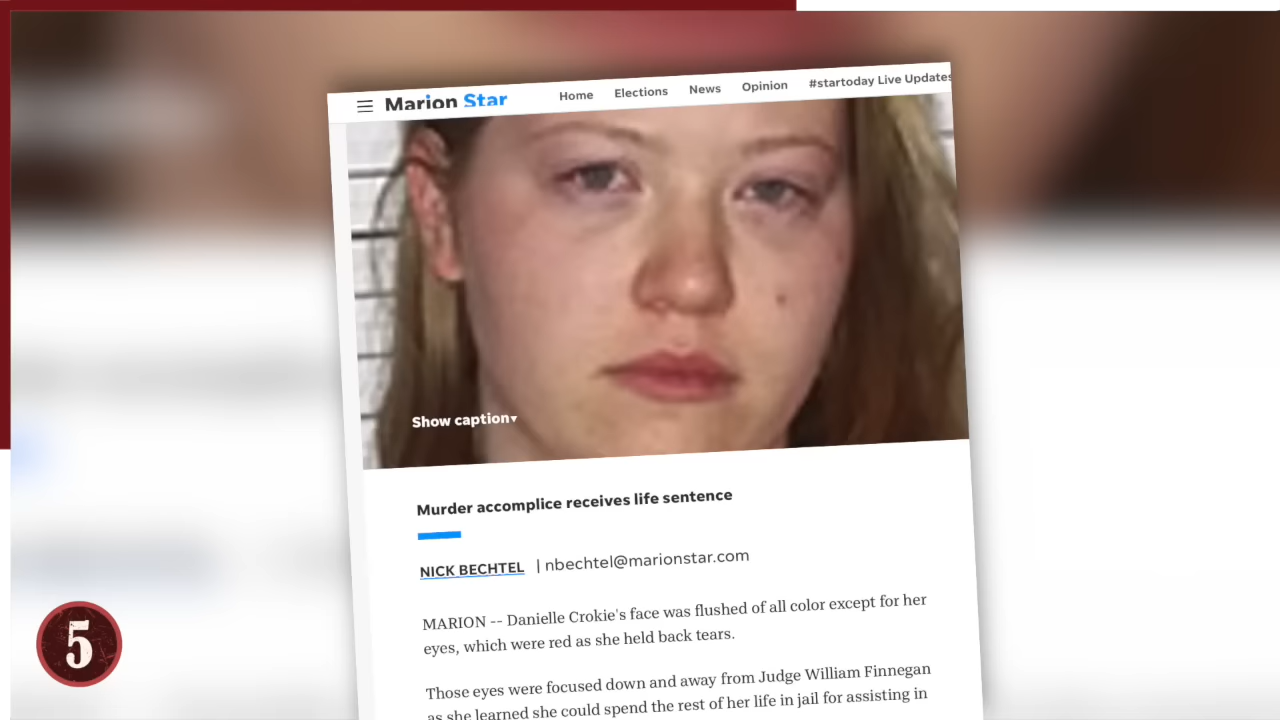 Marion Star
Home Elections News Opinion #startoday Live Updates
Show caption▾
Murder accomplice receives life sentence
NICK BECHTEL | nbechtel@marionstar.com
MARION -- Danielle Crokie's face was flushed of all color except for her
eyes, which were red as she held back tears.
Those eyes were focused down and away from Judge William Finnegan
as she learned she could spend the rest of her life in jail for assisting in
5